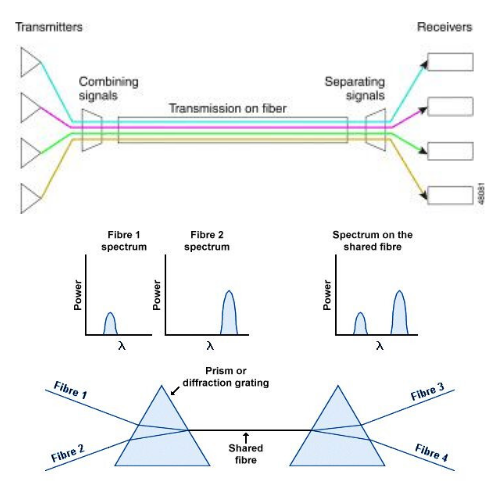 Transmitters
Receivers
Combining
signals
Separating
signals
Transmission on fiber
48081
Fibre 1
spectrum
Fibre 2
spectrum
Spectrum on the
shared fibre
Power
λ
Power
λ
Power
λ
Prism or
diffraction grating
Fibre 1
Fibre 2
Shared
fibre
Fibre 3
Fibre 4